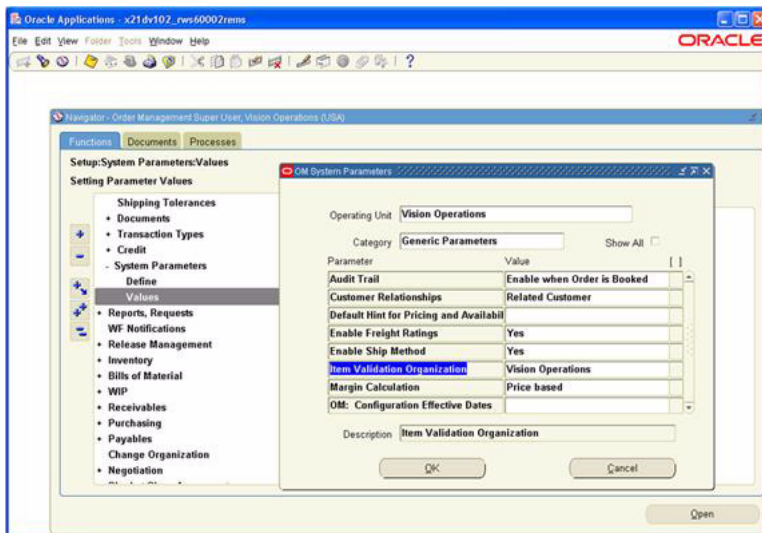 Oracle Applications - x21dv102_rws60002rems
File Edit View Folder Tools Window Help
ORACLE
Navigator - Order Management Super User, Vision Operations (USA)
Functions Documents Processes
Setup:System Parameters:Values
Setting Parameter Values
Shipping Tolerances
+ Documents
+ Transaction Types
+ Credit
- System Parameters
Define
Values
+ Reports, Requests
WF Notifications
+ Release Management
+ Inventory
+ Bills of Material
+ WIP
+ Receivables
+ Purchasing
+ Payables
Change Organization
+ Negotiation
OM System Parameters
Operating Unit Vision Operations
Category Generic Parameters Show All
Parameter Value [ ]
Audit Trail Enable when Order is Booked
Customer Relationships Related Customer
Default Hint for Pricing and Availabil
Enable Freight Ratings Yes
Enable Ship Method Yes
Item Validation Organization Vision Operations
Margin Calculation Price based
OM: Configuration Effective Dates
Description Item Validation Organization
OK Cancel
Open